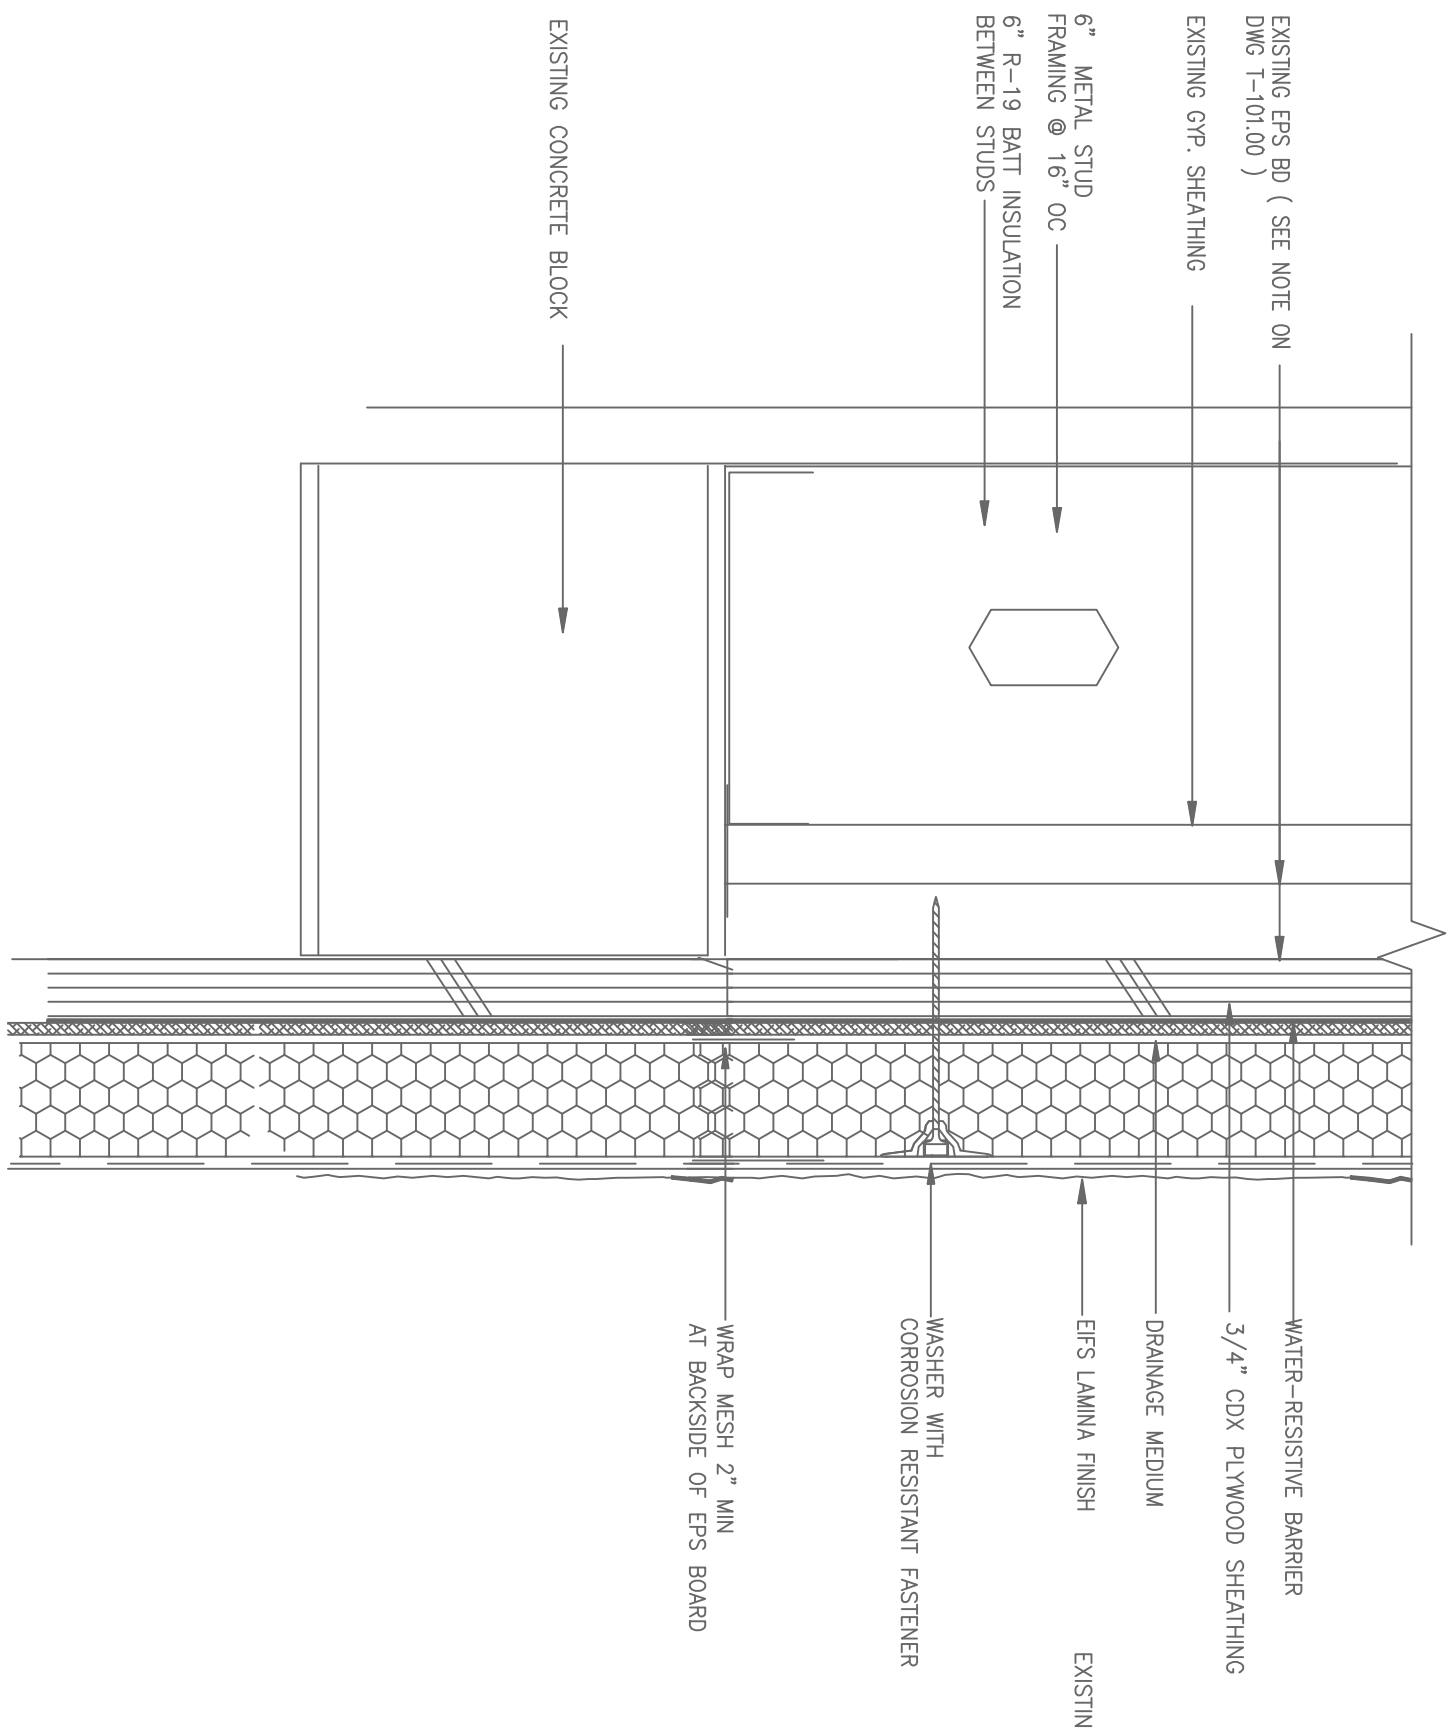 EXISTING EPS BD ( SEE NOTE ON
DWG T-101.00 )
EXISTING GYP. SHEATHING
6" METAL STUD
FRAMING @ 16" OC
6" R-19 BATT INSULATION
BETWEEN STUDS
EXISTING CONCRETE BLOCK
WATER-RESISTIVE BARRIER
3/4" CDX PLYWOOD SHEATHING
DRAINAGE MEDIUM
EIFS LAMINA FINISH
EXISTIN
WASHER WITH
CORROSION RESISTANT FASTENER
WRAP MESH 2" MIN
AT BACKSIDE OF EPS BOARD